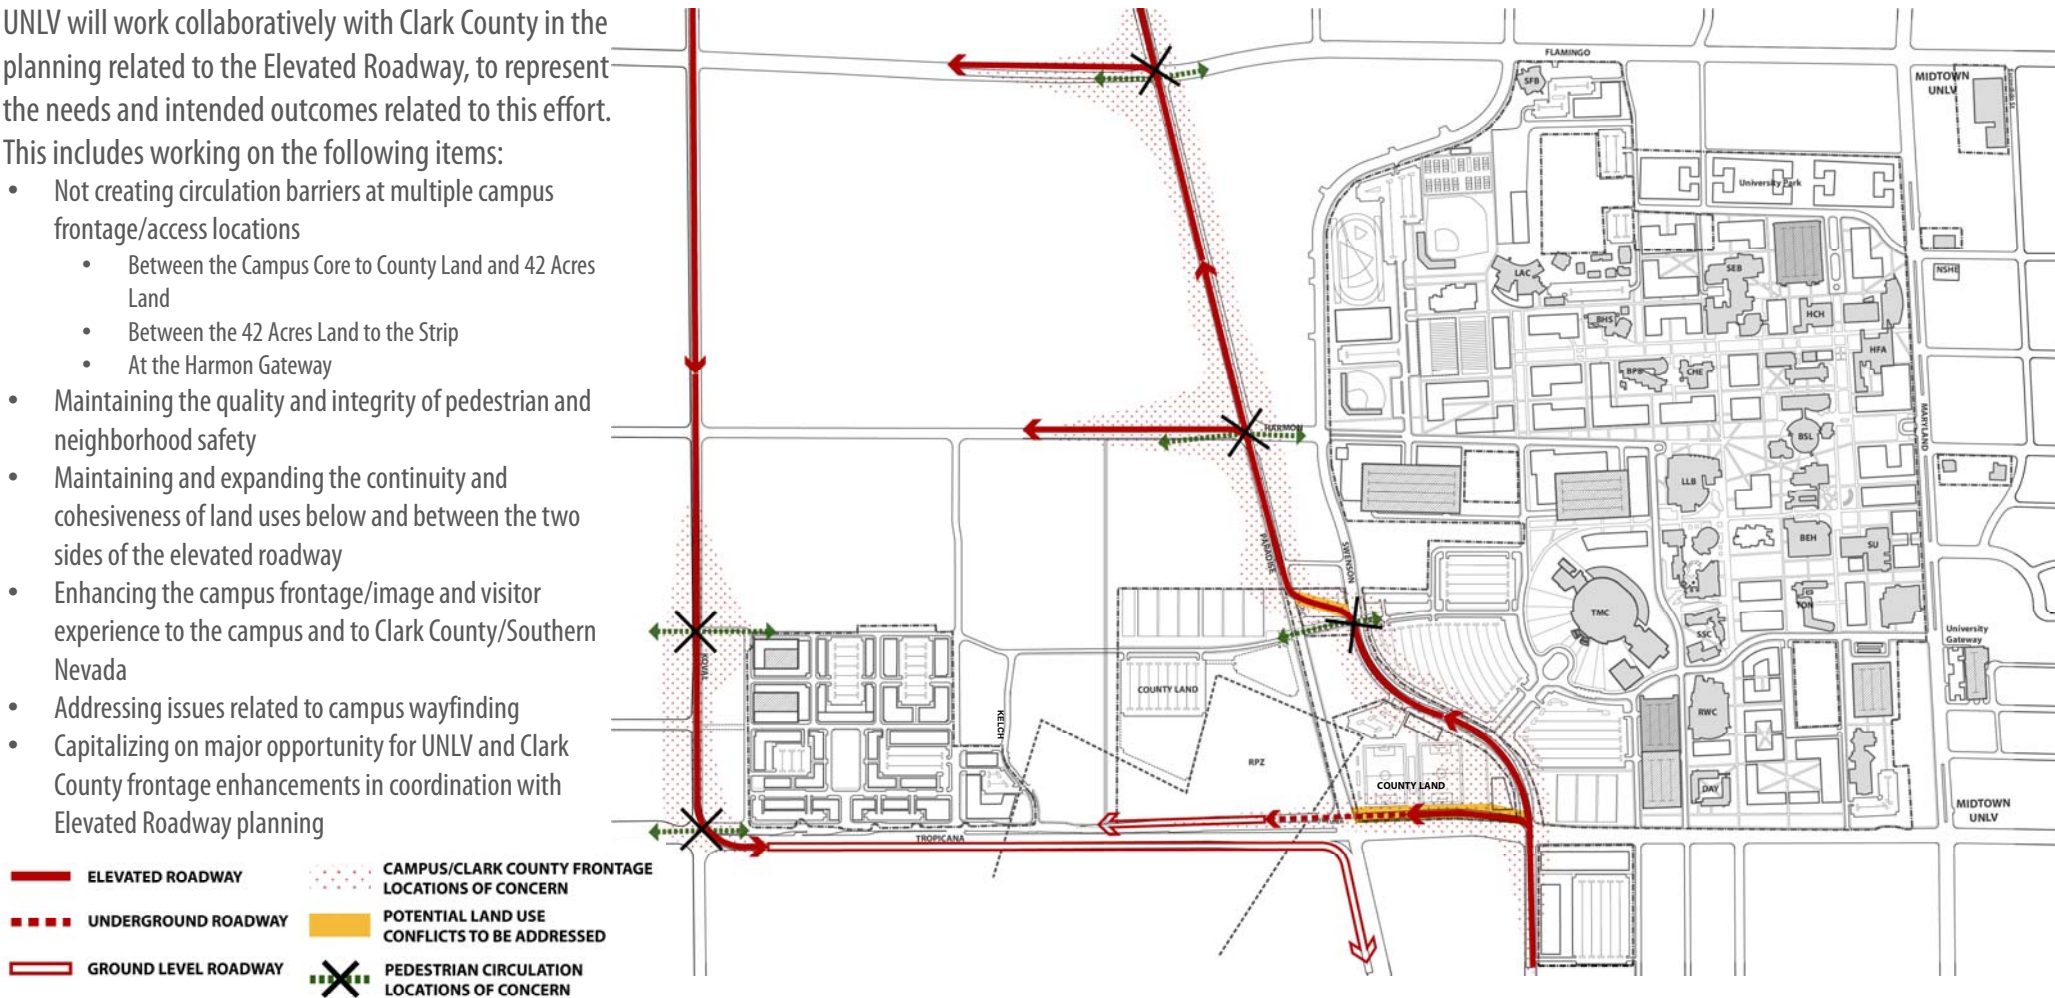 UNLV will work collaboratively with Clark County in the
planning related to the Elevated Roadway, to represent
the needs and intended outcomes related to this effort.
This includes working on the following items:
• Not creating circulation barriers at multiple campus
frontage/access locations
• Between the Campus Core to County Land and 42 Acres
Land
• Between the 42 Acres Land to the Strip
• At the Harmon Gateway
• Maintaining the quality and integrity of pedestrian and
neighborhood safety
• Maintaining and expanding the continuity and
cohesiveness of land uses below and between the two
sides of the elevated roadway
• Enhancing the campus frontage/image and visitor
experience to the campus and to Clark County/Southern
Nevada
• Addressing issues related to campus wayfinding
• Capitalizing on major opportunity for UNLV and Clark
County frontage enhancements in coordination with
Elevated Roadway planning
ELEVATED ROADWAY
UNDERGROUND ROADWAY
GROUND LEVEL ROADWAY
CAMPUS/CLARK COUNTY FRONTAGE
LOCATIONS OF CONCERN
POTENTIAL LAND USE
CONFLICTS TO BE ADDRESSED
PEDESTRIAN CIRCULATION
LOCATIONS OF CONCERN
FLAMINGO
SFB
MIDTOWN
UNLV
University Park
LAC
SEB
NSHE
BHS
HCH
HFA
BPB
CHE
MARYLAND
HARMON
BSL
LLB
PARADISE
SWENSON
BEH
SU
TMC
TON
SSC
University
Gateway
KOVAL
COUNTY LAND
KELCH
RWC
RPZ
COUNTY LAND
DAY
MIDTOWN
UNLV
TROPICANA